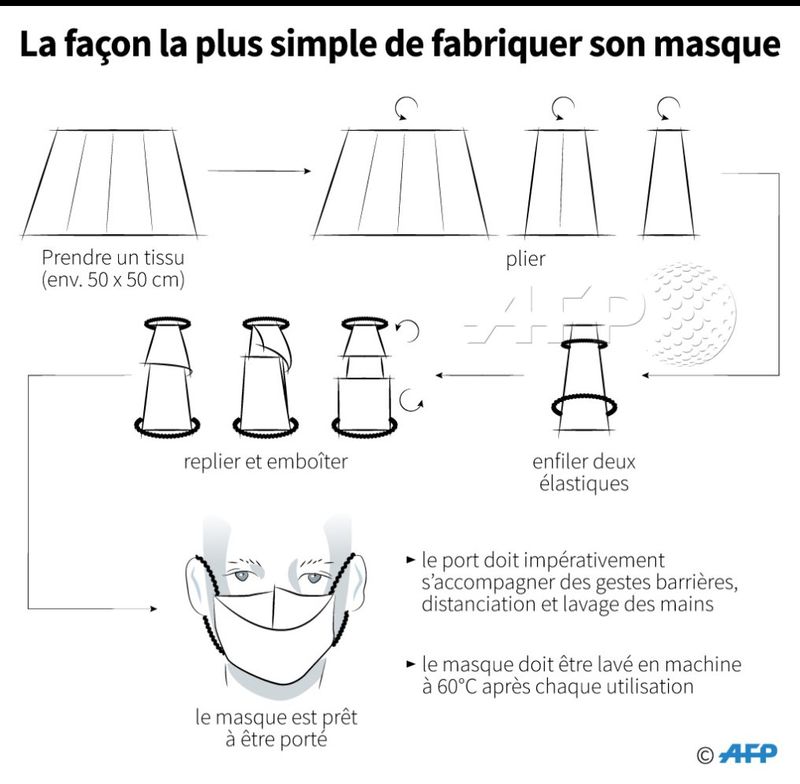 La façon la plus simple de fabriquer son masque
Prendre un tissu
(env. 50 x 50 cm)
plier
AFP
replier et emboîter
enfiler deux
élastiques
le port doit impérativement
s'accompagner des gestes barrières,
distanciation et lavage des mains
le masque doit être lavé en machine
à 60°C après chaque utilisation
le masque est prêt
à être porté
© AFP